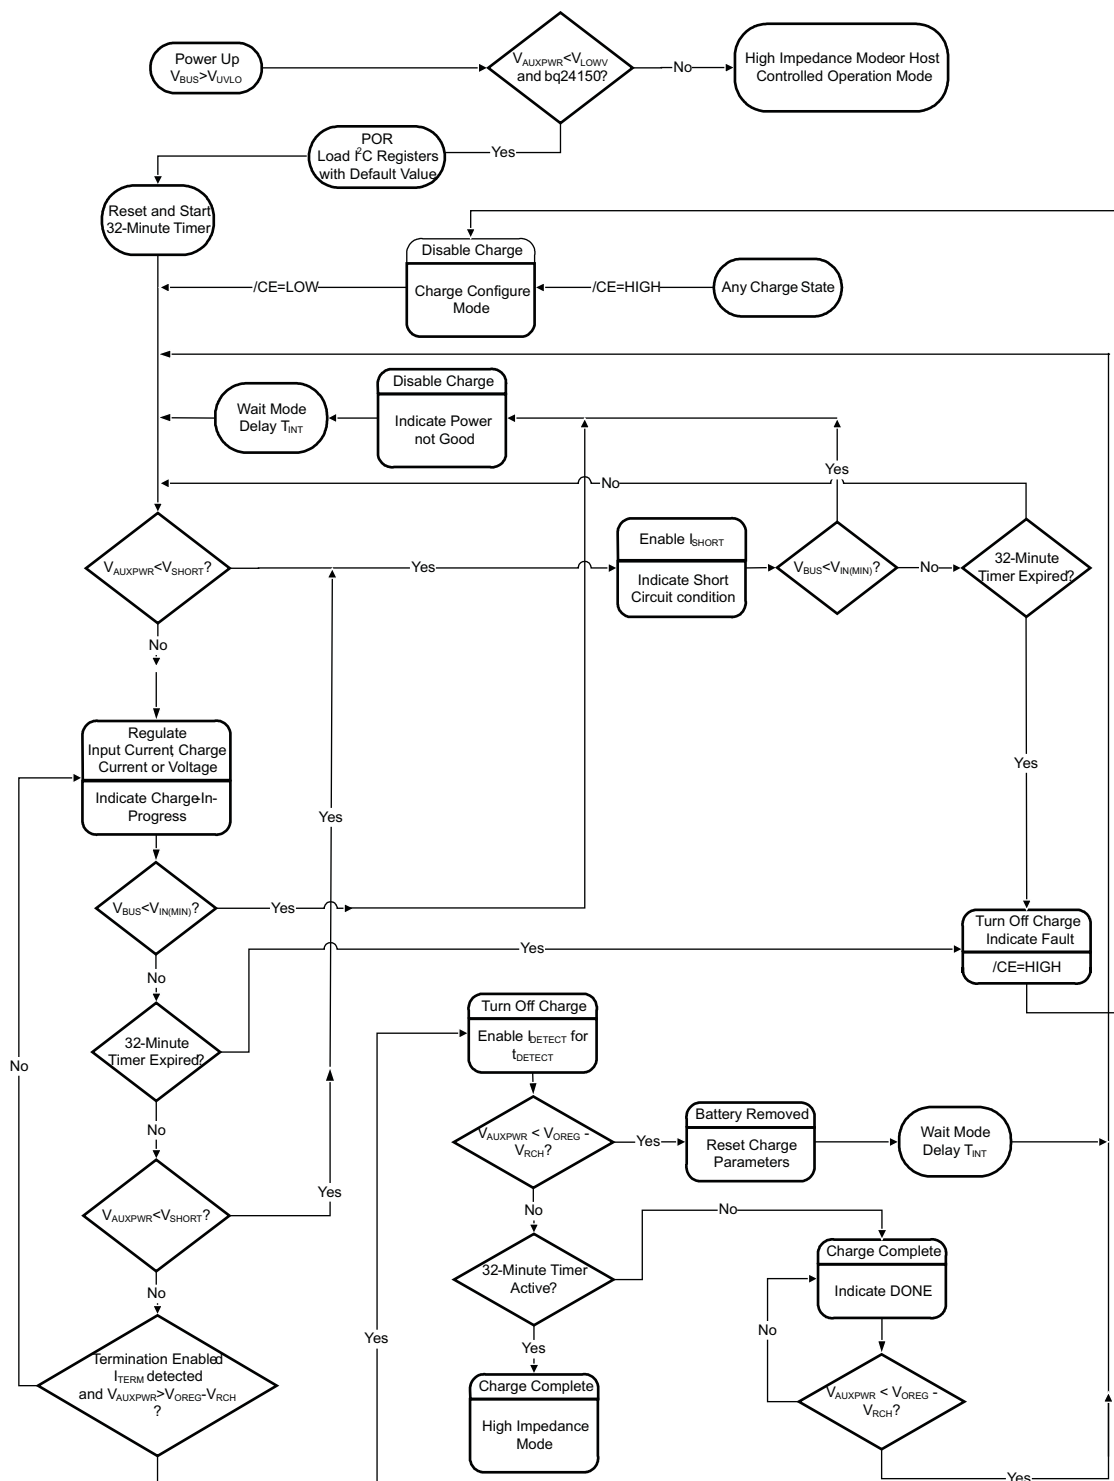 Power Up
VBUS>VUVLO
VAUXPWR<VLOWV
and bq24150?
No
High Impedance Modeor Host
Controlled Operation Mode
Yes
POR
Load I2C Registers
with Default Value
Reset and Start
32-Minute Timer
Disable Charge
Charge Configure
Mode
/CE=LOW
/CE=HIGH
Any Charge State
Disable Charge
Indicate Power
not Good
Wait Mode
Delay TINT
Yes
No
VAUXPWR<VSHORT?
Yes
Enable ISHORT
Indicate Short
Circuit condition
VBUS<VIN(MIN)?
No
32-Minute
Timer Expired?
No
Regulate
Input Current, Charge
Current or Voltage
Indicate Charge-In-
Progress
Yes
Yes
VBUS<VIN(MIN)?
Yes
Turn Off Charge
Indicate Fault
/CE=HIGH
Yes
No
32-Minute
Timer Expired?
No
Turn Off Charge
Enable IDETECT for
tDETECT
No
VAUXPWR < VOREG -
VRCH?
Yes
Battery Removed
Reset Charge
Parameters
Wait Mode
Delay TINT
VAUXPWR<VSHORT?
Yes
No
No
32-Minute Timer
Active?
Charge Complete
Indicate DONE
No
Termination Enabled
ITERM detected
and VAUXPWR>VOREG-VRCH
?
Yes
Yes
No
Charge Complete
High Impedance
Mode
VAUXPWR < VOREG -
VRCH?
Yes